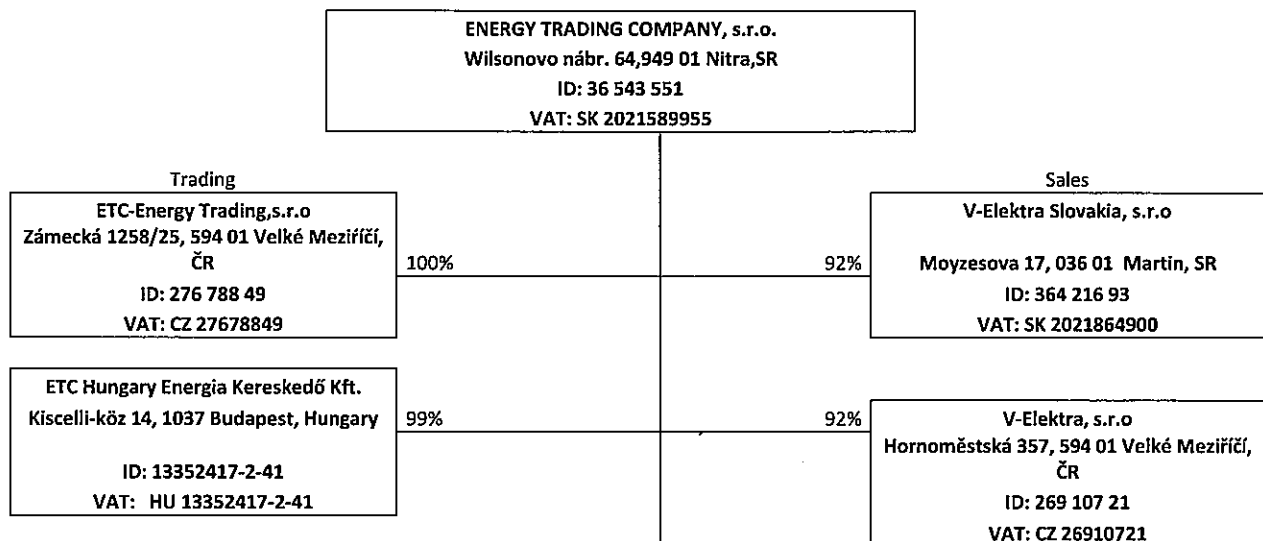 ENERGY TRADING COMPANY, s.r.o.
Wilsonovo nábr. 64,949 01 Nitra,SR
ID: 36 543 551
VAT: SK 2021589955
Trading
ETC-Energy Trading,s.r.o
Zámecká 1258/25, 594 01 Velké Meziříčí,
ČR
ID: 276 788 49
VAT: CZ 27678849
100%
Sales
V-Elektra Slovakia, s.r.o
Moyzesova 17, 036 01 Martin, SR
ID: 364 216 93
VAT: SK 2021864900
92%
ETC Hungary Energia Kereskedő Kft.
Kiscelli-köz 14, 1037 Budapest, Hungary
ID: 13352417-2-41
VAT: HU 13352417-2-41
99%
92%
V-Elektra, s.r.o
Hornoměstská 357, 594 01 Velké Meziříčí,
ČR
ID: 269 107 21
VAT: CZ 26910721